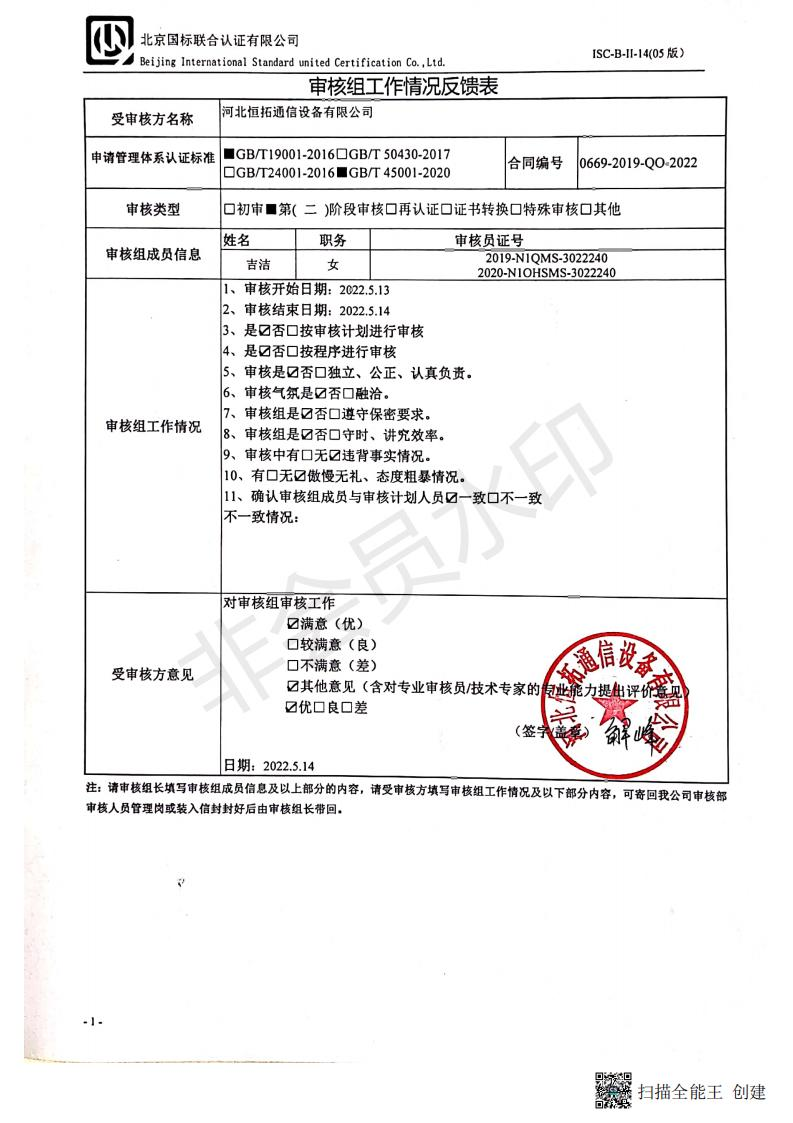 北京国标联合认证有限公司
Beijing International Standard united Certification Co.,Ltd.
ISC-B-II-14(05版)
审核组工作情况反馈表
受审核方名称 河北恒拓通信设备有限公司
申请管理体系认证标准 ■GB/T19001-2016□GB/T 50430-2017
□GB/T24001-2016■GB/T 45001-2020
合同编号 0669-2019-QO-2022
审核类型 □初审■第( 二 )阶段审核□再认证□证书转换□特殊审核□其他
审核组成员信息
姓名 职务 审核员证号
吉洁 女 2019-N1QMS-3022240
2020-N1OHSMS-3022240
审核组工作情况
1、审核开始日期：2022.5.13
2、审核结束日期：2022.5.14
3、是☑否□按审核计划进行审核
4、是☑否□按程序进行审核
5、审核是☑否□独立、公正、认真负责。
6、审核气氛是☑否□融洽。
7、审核组是☑否□遵守保密要求。
8、审核组是☑否□守时、讲究效率。
9、审核中有□无☑违背事实情况。
10、有□无☑傲慢无礼、态度粗暴情况。
11、确认审核组成员与审核计划人员☑一致□不一致
不一致情况：
受审核方意见
对审核组审核工作
☑满意（优）
□较满意（良）
□不满意（差）
☑其他意见（含对专业审核员/技术专家的专业能力提出评价意见）
☑优□良□差
（签字/盖章） 解峰
河北恒拓通信设备有限公司
日期：2022.5.14
注：请审核组长填写审核组成员信息及以上部分的内容，请受审核方填写审核组工作情况及以下部分内容，可寄回我公司审核部
审核人员管理岗或装入信封封好后由审核组长带回。
非会员水印
- 1 -
扫描全能王 创建